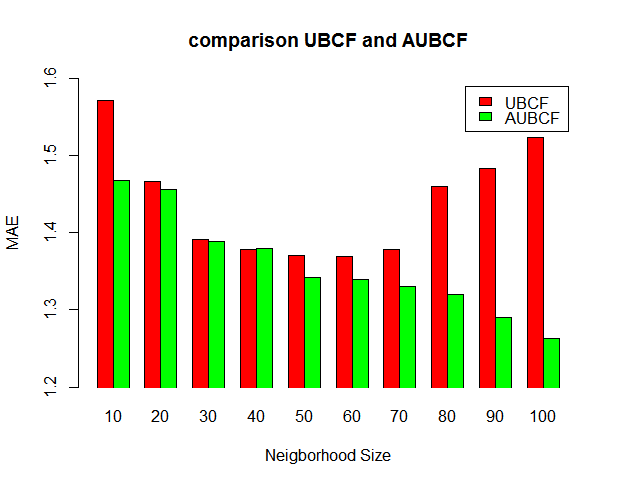 comparison UBCF and AUBCF
UBCF
AUBCF
MAE
1.6
1.5
1.4
1.3
1.2
10 20 30 40 50 60 70 80 90 100
Neigborhood Size